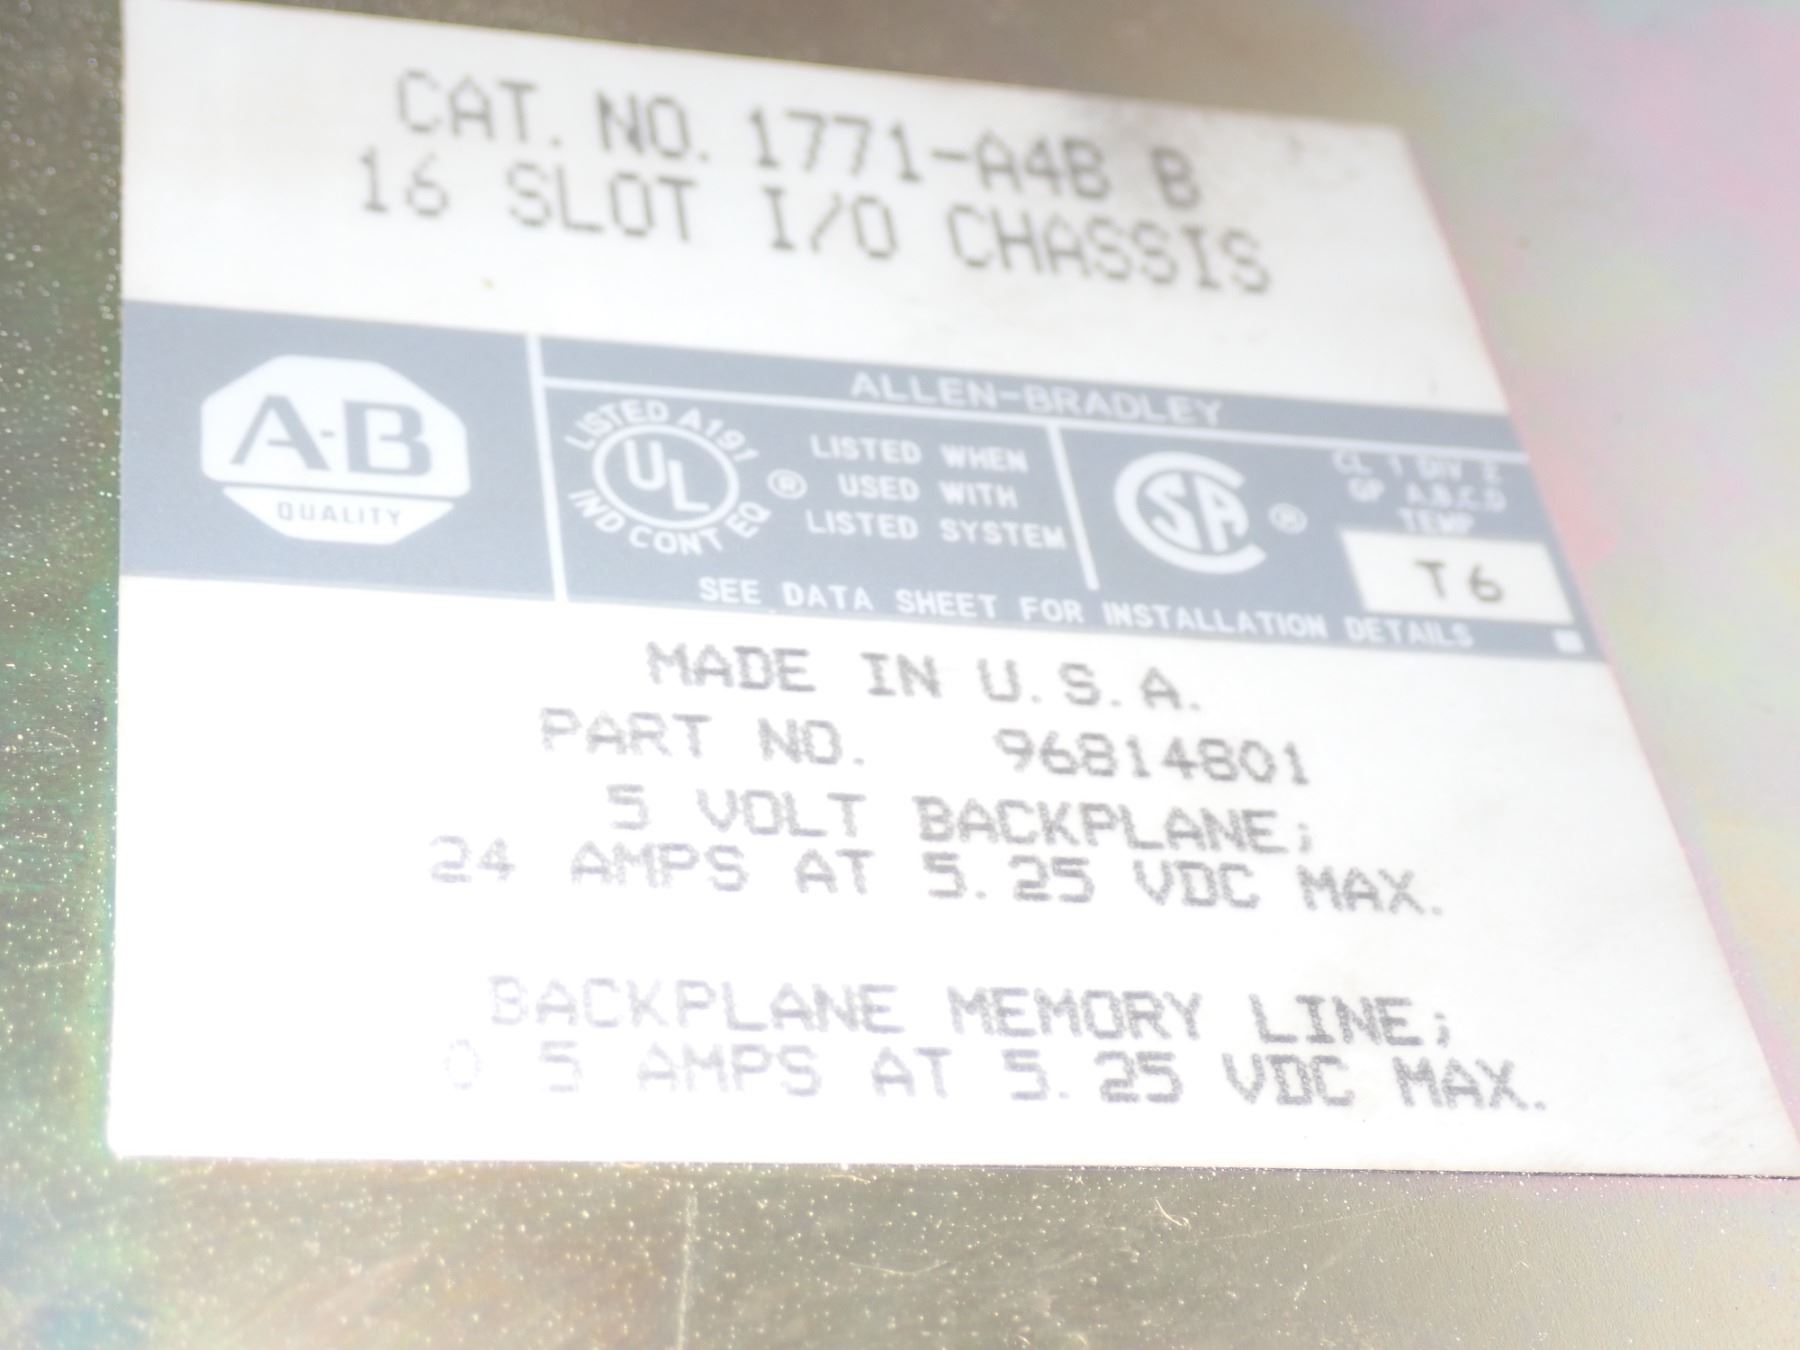 CAT. NO. 1771-A4B B
16 SLOT I/O CHASSIS
ALLEN-BRADLEY
A-B
QUALITY
LISTED A191
UL
IND CONT EQ
®
LISTED WHEN
USED WITH
LISTED SYSTEM
SA
®
CL 1 DIV 2
GP A,B,C,D
TEMP
T6
SEE DATA SHEET FOR INSTALLATION DETAILS
MADE IN U.S.A.
PART NO. 96814801
5 VOLT BACKPLANE;
24 AMPS AT 5.25 VDC MAX.
BACKPLANE MEMORY LINE;
0 5 AMPS AT 5.25 VDC MAX.